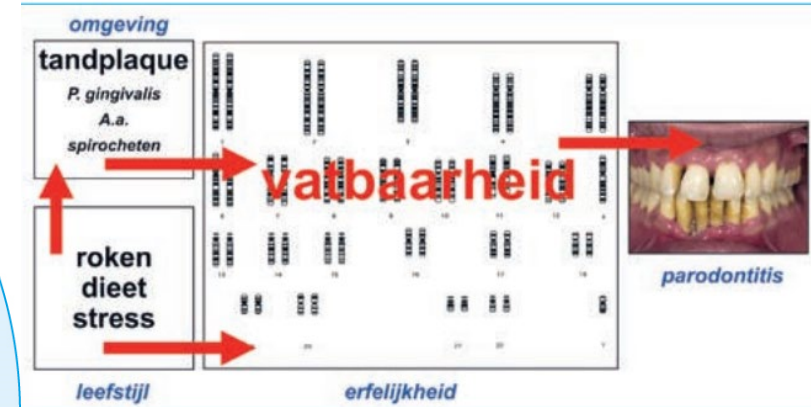 omgeving
tandplaque
P. gingivalis
A.a.
spirocheten
roken
dieet
stress
leefstijl
vatbaarheid
erfelijkheid
parodontitis